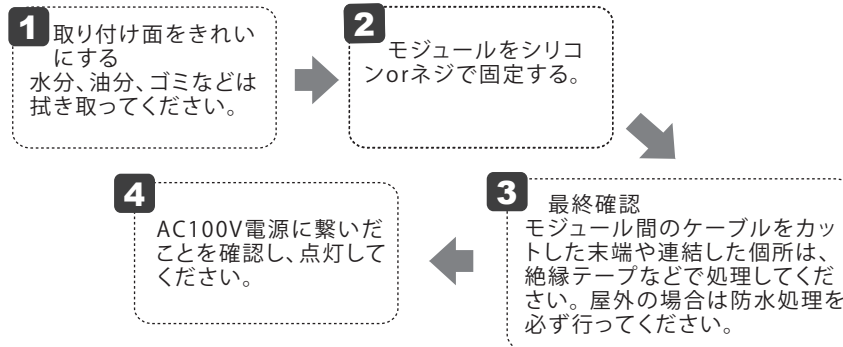 1
取り付け面をきれい
にする
水分、油分、ゴミなどは
拭き取ってください。
2
モジュールをシリコ
ンorネジで固定する。
3
最終確認
モジュール間のケーブルをカッ
トした末端や連結した個所は、
絶縁テープなどで処理してくだ
さい。屋外の場合は防水処理を
必ず行ってください。
4
AC100V電源に繋いだ
ことを確認し、点灯して
ください。